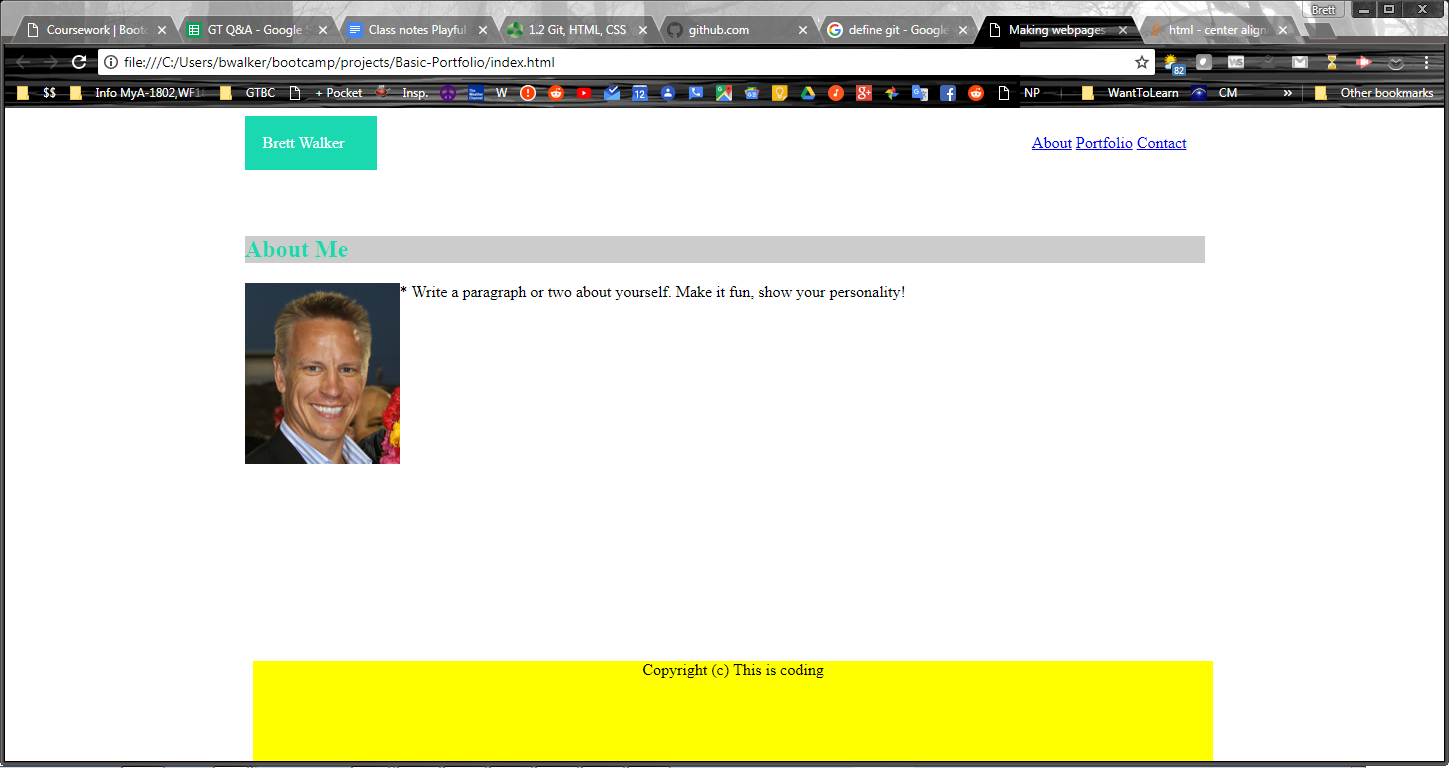 Brett
Coursework | Boot
GT Q&A - Google
Class notes Playful
1.2 Git, HTML, CSS
github.com
define git - Google
Making webpages
html - center align
file:///C:/Users/bwalker/bootcamp/projects/Basic-Portfolio/index.html
82
$$
Info MyA-1802,WF1
GTBC
+ Pocket
Insp.
W
12
G+
NP
WantToLearn
CM
»
Other bookmarks
Brett Walker
About Portfolio Contact
About Me
* Write a paragraph or two about yourself. Make it fun, show your personality!
Copyright (c) This is coding